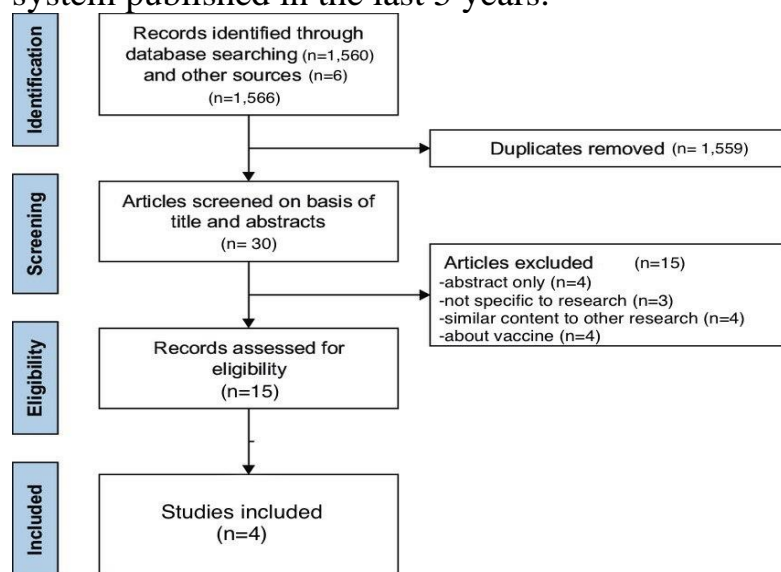 system published in the last 5 years.
Identification
Records identified through
database searching (n=1,560)
and other sources (n=6)
(n=1,566)
Duplicates removed (n= 1,559)
Screening
Articles screened on basis of
title and abstracts
(n= 30)
Articles excluded (n=15)
-abstract only (n=4)
-not specific to research (n=3)
-similar content to other research (n=4)
-about vaccine (n=4)
Eligibility
Records assessed for
eligibility
(n=15)
Included
Studies included
(n=4)